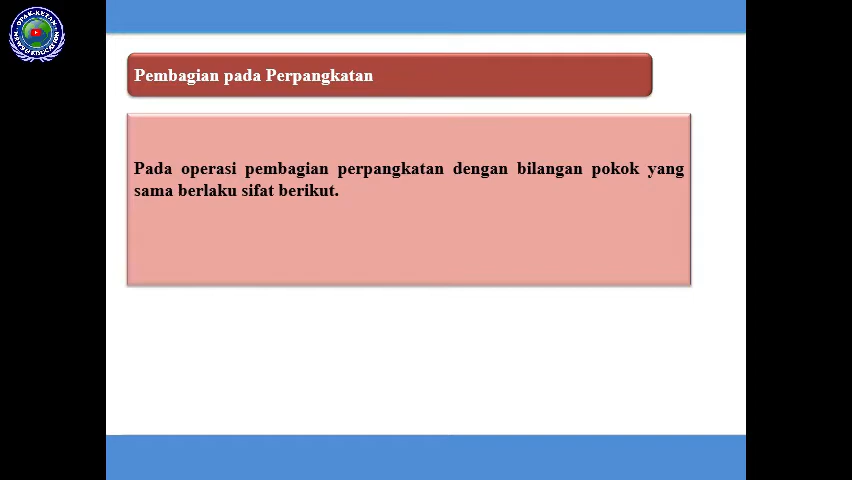 Pembagian pada Perpangkatan
Pada operasi pembagian perpangkatan dengan bilangan pokok yang
sama berlaku sifat berikut.